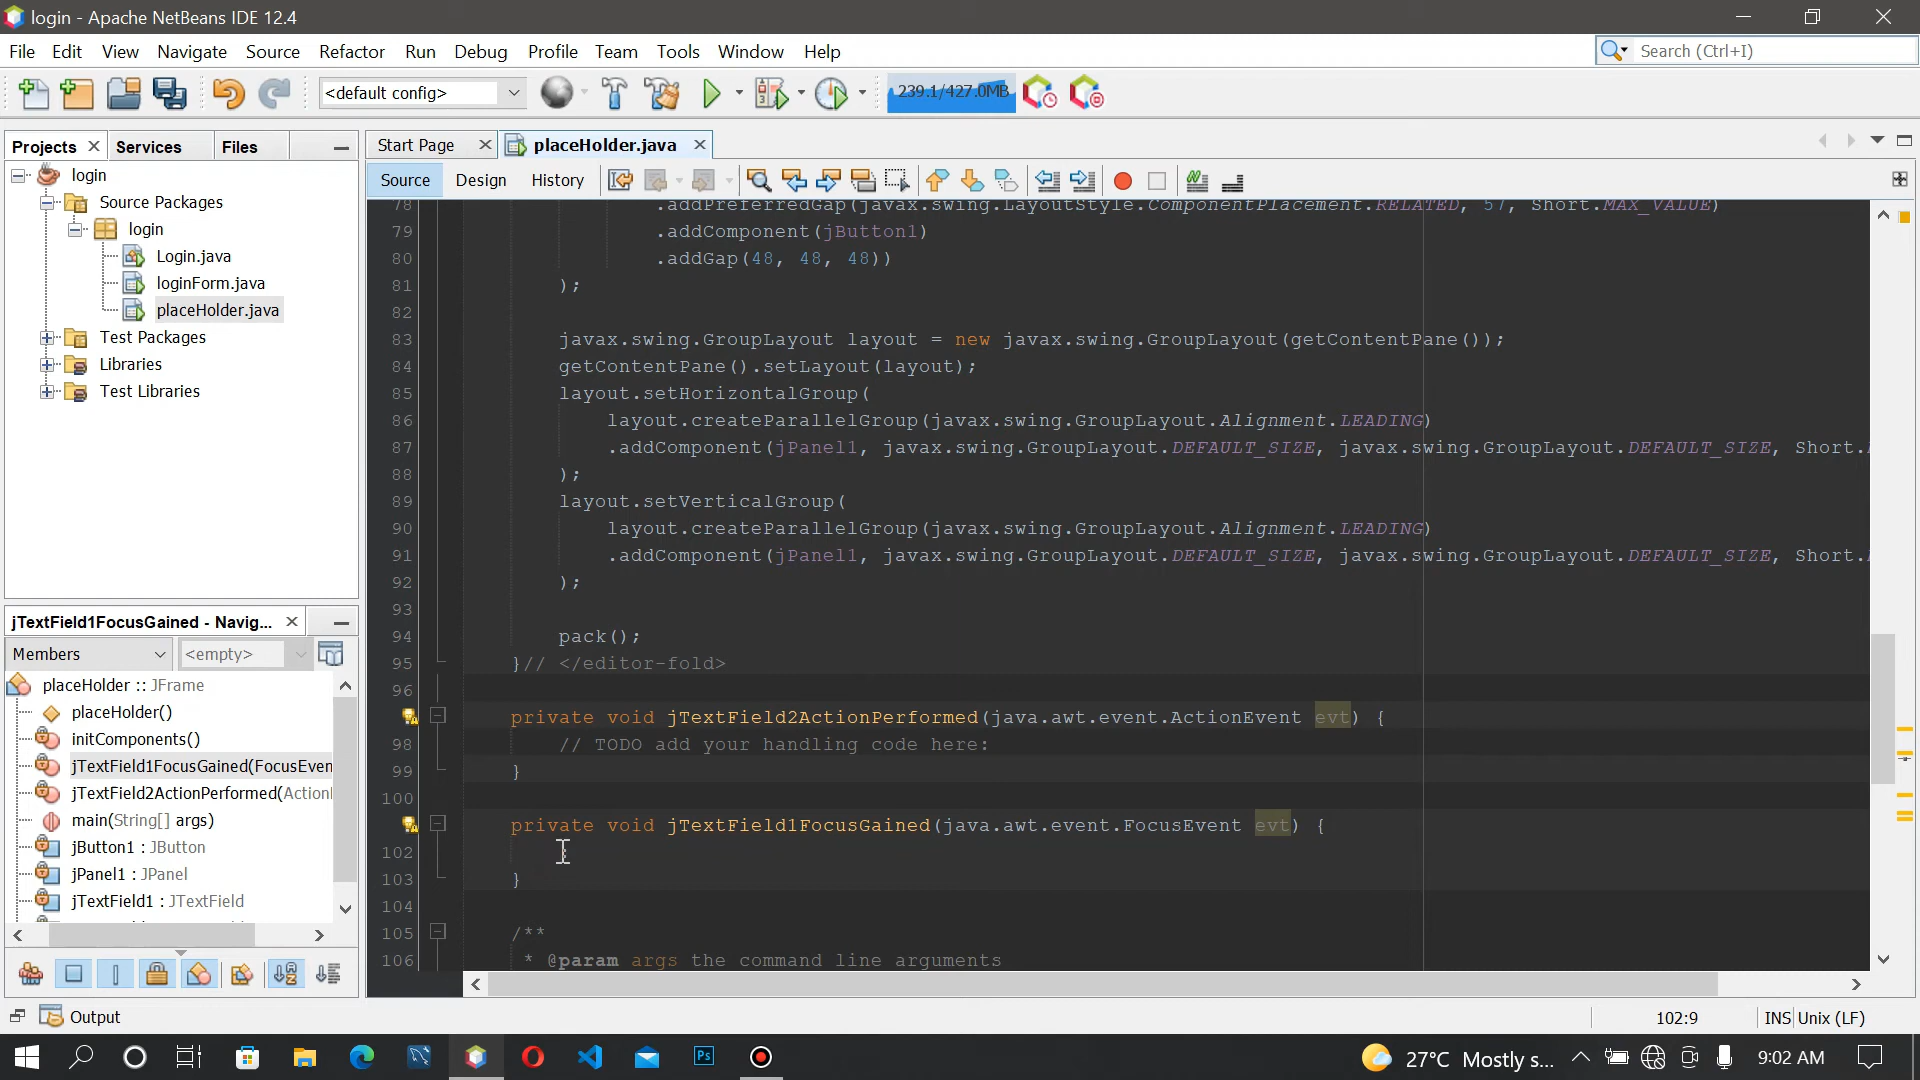 login - Apache NetBeans IDE 12.4
File Edit View Navigate Source Refactor Run Debug Profile Team Tools Window Help
Search (Ctrl+I)
<default config>
239.1/427.0MB
Projects Services Files
Start Page placeHolder.java
login
Source Design History
Source Packages
login
Login.java
loginForm.java
placeHolder.java
Test Packages
Libraries
Test Libraries
78 .addPreferredGap(javax.swing.LayoutStyle.ComponentPlacement.RELATED, 57, Short.MAX_VALUE)
79 .addComponent(jButton1)
80 .addGap(48, 48, 48))
81 );
82
83 javax.swing.GroupLayout layout = new javax.swing.GroupLayout(getContentPane());
84 getContentPane().setLayout(layout);
85 layout.setHorizontalGroup(
86 layout.createParallelGroup(javax.swing.GroupLayout.Alignment.LEADING)
87 .addComponent(jPanel1, javax.swing.GroupLayout.DEFAULT_SIZE, javax.swing.GroupLayout.DEFAULT_SIZE, Short.
88 );
89 layout.setVerticalGroup(
90 layout.createParallelGroup(javax.swing.GroupLayout.Alignment.LEADING)
91 .addComponent(jPanel1, javax.swing.GroupLayout.DEFAULT_SIZE, javax.swing.GroupLayout.DEFAULT_SIZE, Short.
92 );
93
94 pack();
95 }// </editor-fold>
96
private void jTextField2ActionPerformed(java.awt.event.ActionEvent evt) {
98 // TODO add your handling code here:
99 }
100
private void jTextField1FocusGained(java.awt.event.FocusEvent evt) {
102
103 }
104
105 /**
106 * @param args the command line arguments
jTextField1FocusGained - Navig...
Members <empty>
placeHolder :: JFrame
placeHolder()
initComponents()
jTextField1FocusGained(FocusEven
jTextField2ActionPerformed(Action
main(String[] args)
jButton1 : JButton
jPanel1 : JPanel
jTextField1 : JTextField
Output
102:9 INS Unix (LF)
27°C Mostly s... 9:02 AM